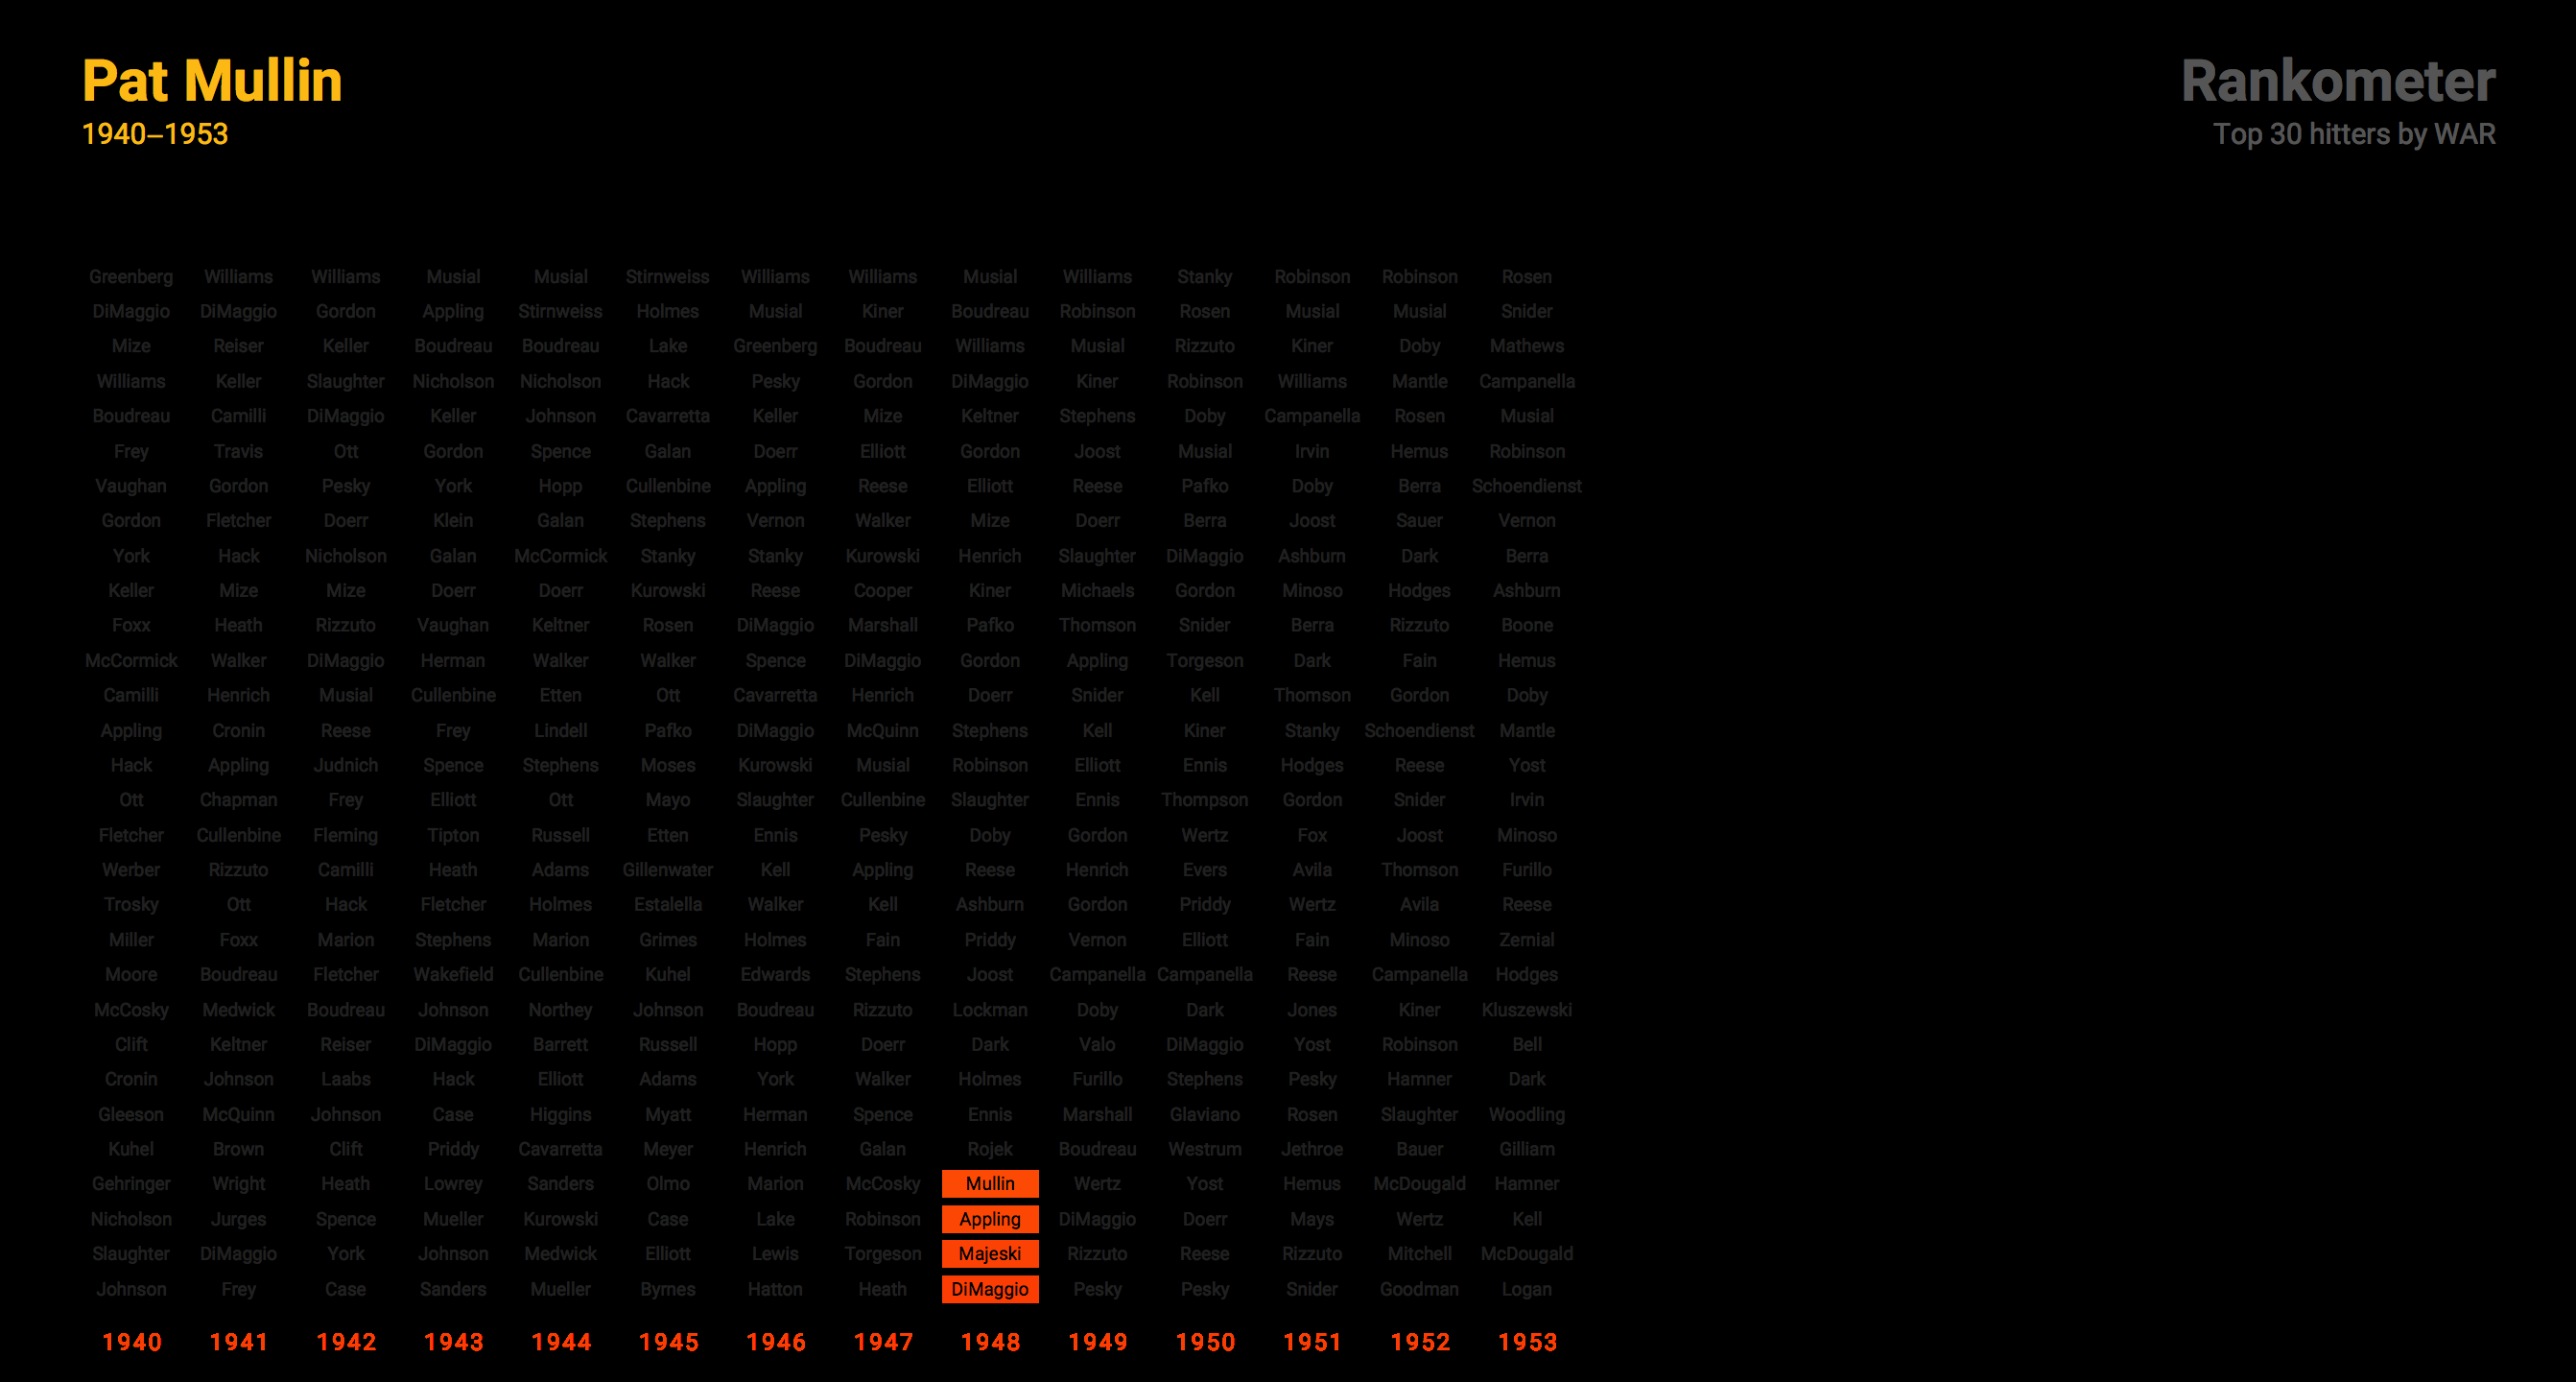 Pat Mullin
1940–1953
Rankometer
Top 30 hitters by WAR
Greenberg Williams Williams Musial Musial Stirnweiss Williams Williams Musial Williams Stanky Robinson Robinson Rosen
DiMaggio DiMaggio Gordon Appling Stirnweiss Holmes Musial Kiner Boudreau Robinson Rosen Musial Musial Snider
Mize Reiser Keller Boudreau Boudreau Lake Greenberg Boudreau Williams Musial Rizzuto Kiner Doby Mathews
Williams Keller Slaughter Nicholson Nicholson Hack Pesky Gordon DiMaggio Kiner Robinson Williams Mantle Campanella
Boudreau Camilli DiMaggio Keller Johnson Cavarretta Keller Mize Keltner Stephens Doby Campanella Rosen Musial
Frey Travis Ott Gordon Spence Galan Doerr Elliott Gordon Joost Musial Irvin Hemus Robinson
Vaughan Gordon Pesky York Hopp Cullenbine Appling Reese Elliott Reese Pafko Doby Berra Schoendienst
Gordon Fletcher Doerr Klein Galan Stephens Vernon Walker Mize Doerr Berra Joost Sauer Vernon
York Hack Nicholson Galan McCormick Stanky Stanky Kurowski Henrich Slaughter DiMaggio Ashburn Dark Berra
Keller Mize Mize Doerr Doerr Kurowski Reese Cooper Kiner Michaels Gordon Minoso Hodges Ashburn
Foxx Heath Rizzuto Vaughan Keltner Rosen DiMaggio Marshall Pafko Thomson Snider Berra Rizzuto Boone
McCormick Walker DiMaggio Herman Walker Walker Spence DiMaggio Gordon Appling Torgeson Dark Fain Hemus
Camilli Henrich Musial Cullenbine Etten Ott Cavarretta Henrich Doerr Snider Kell Thomson Gordon Doby
Appling Cronin Reese Frey Lindell Pafko DiMaggio McQuinn Stephens Kell Kiner Stanky Schoendienst Mantle
Hack Appling Judnich Spence Stephens Moses Kurowski Musial Robinson Elliott Ennis Hodges Reese Yost
Ott Chapman Frey Elliott Ott Mayo Slaughter Cullenbine Slaughter Ennis Thompson Gordon Snider Irvin
Fletcher Cullenbine Fleming Tipton Russell Etten Ennis Pesky Doby Gordon Wertz Fox Joost Minoso
Werber Rizzuto Camilli Heath Adams Gillenwater Kell Appling Reese Henrich Evers Avila Thomson Furillo
Trosky Ott Hack Fletcher Holmes Estalella Walker Kell Ashburn Gordon Priddy Wertz Avila Reese
Miller Foxx Marion Stephens Marion Grimes Holmes Fain Priddy Vernon Elliott Fain Minoso Zernial
Moore Boudreau Fletcher Wakefield Cullenbine Kuhel Edwards Stephens Joost Campanella Campanella Reese Campanella Hodges
McCosky Medwick Boudreau Johnson Northey Johnson Boudreau Rizzuto Lockman Doby Dark Jones Kiner Kluszewski
Clift Keltner Reiser DiMaggio Barrett Russell Hopp Doerr Dark Valo DiMaggio Yost Robinson Bell
Cronin Johnson Laabs Hack Elliott Adams York Walker Holmes Furillo Stephens Pesky Hamner Dark
Gleeson McQuinn Johnson Case Higgins Myatt Herman Spence Ennis Marshall Glaviano Rosen Slaughter Woodling
Kuhel Brown Clift Priddy Cavarretta Meyer Henrich Galan Rojek Boudreau Westrum Jethroe Bauer Gilliam
Gehringer Wright Heath Lowrey Sanders Olmo Marion McCosky Mullin Wertz Yost Hemus McDougald Hamner
Nicholson Jurges Spence Mueller Kurowski Case Lake Robinson Appling DiMaggio Doerr Mays Wertz Kell
Slaughter DiMaggio York Johnson Medwick Elliott Lewis Torgeson Majeski Rizzuto Reese Rizzuto Mitchell McDougald
Johnson Frey Case Sanders Mueller Byrnes Hatton Heath DiMaggio Pesky Pesky Snider Goodman Logan
1940 1941 1942 1943 1944 1945 1946 1947 1948 1949 1950 1951 1952 1953